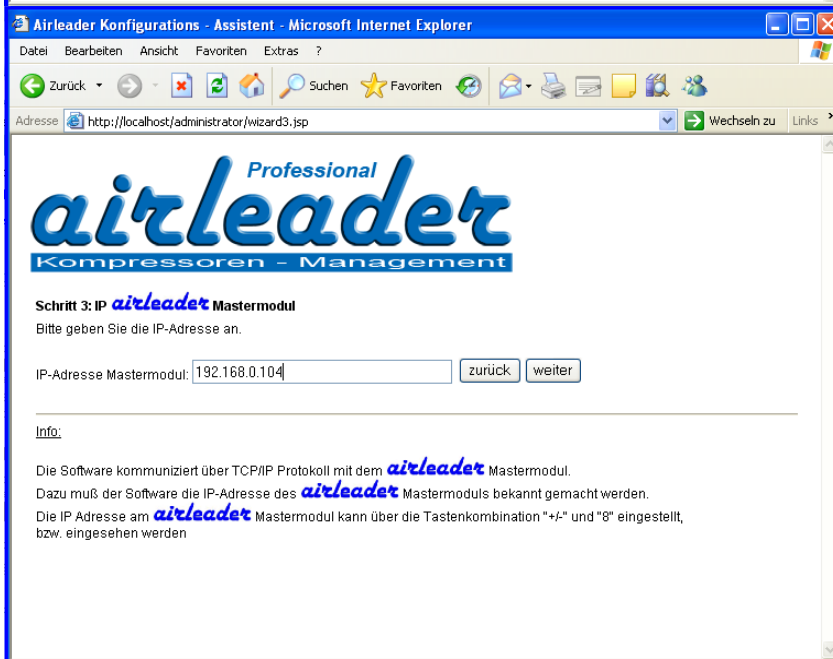 Airleader Konfigurations - Assistent - Microsoft Internet Explorer
Datei Bearbeiten Ansicht Favoriten Extras ?
Zurück Suchen Favoriten
Adresse http://localhost/administrator/wizard3.jsp Wechseln zu Links
Professional
airleader
Kompressoren - Management
Schritt 3: IP airleader Mastermodul
Bitte geben Sie die IP-Adresse an.
IP-Adresse Mastermodul: 192.168.0.104 zurück weiter
Info:
Die Software kommuniziert über TCP/IP Protokoll mit dem airleader Mastermodul.
Dazu muß der Software die IP-Adresse des airleader Mastermoduls bekannt gemacht werden.
Die IP Adresse am airleader Mastermodul kann über die Tastenkombination "+/-" und "8" eingestellt,
bzw. eingesehen werden